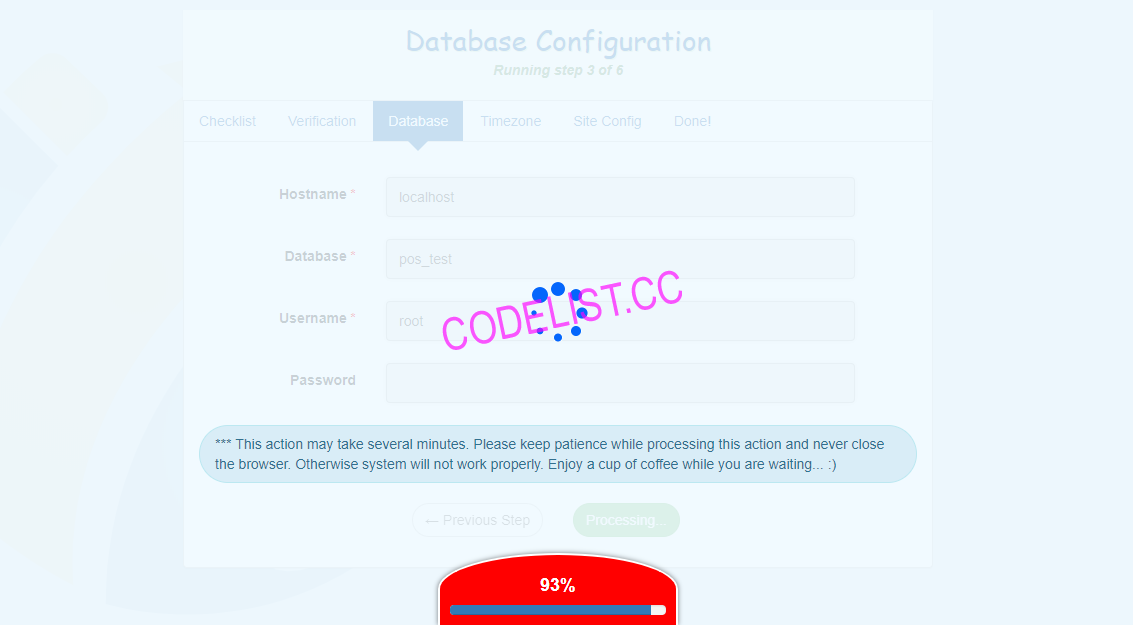 Database Configuration
Running step 3 of 6
Checklist Verification Database Timezone Site Config Done!
Hostname * localhost
Database * pos_test
CODELIST.CC
Username * root
Password
*** This action may take several minutes. Please keep patience while processing this action and never close
the browser. Otherwise system will not work properly. Enjoy a cup of coffee while you are waiting... :)
← Previous Step Processing...
93%